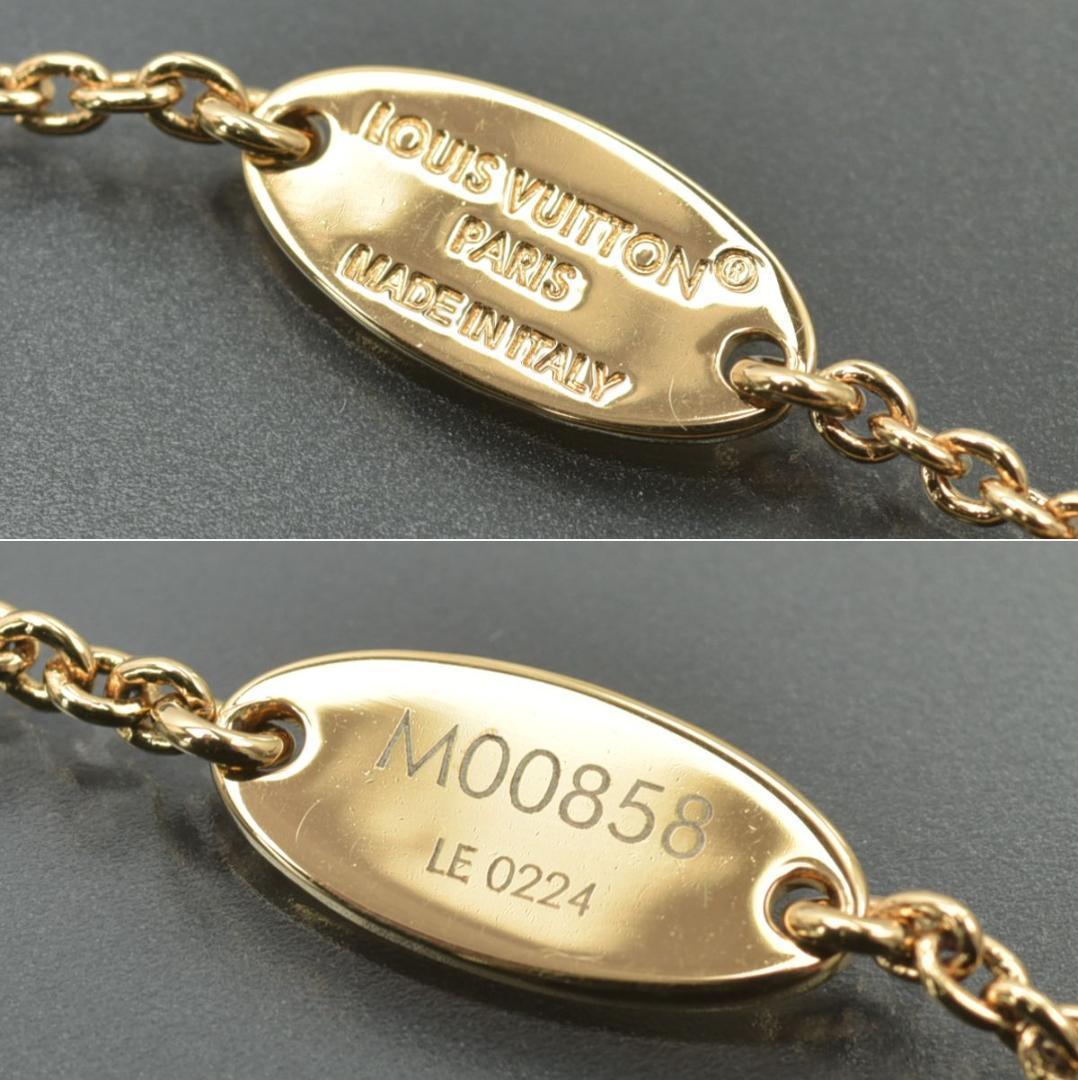 LOUIS VUITTON®
PARIS
MADE IN ITALY
M00858
LE 0224